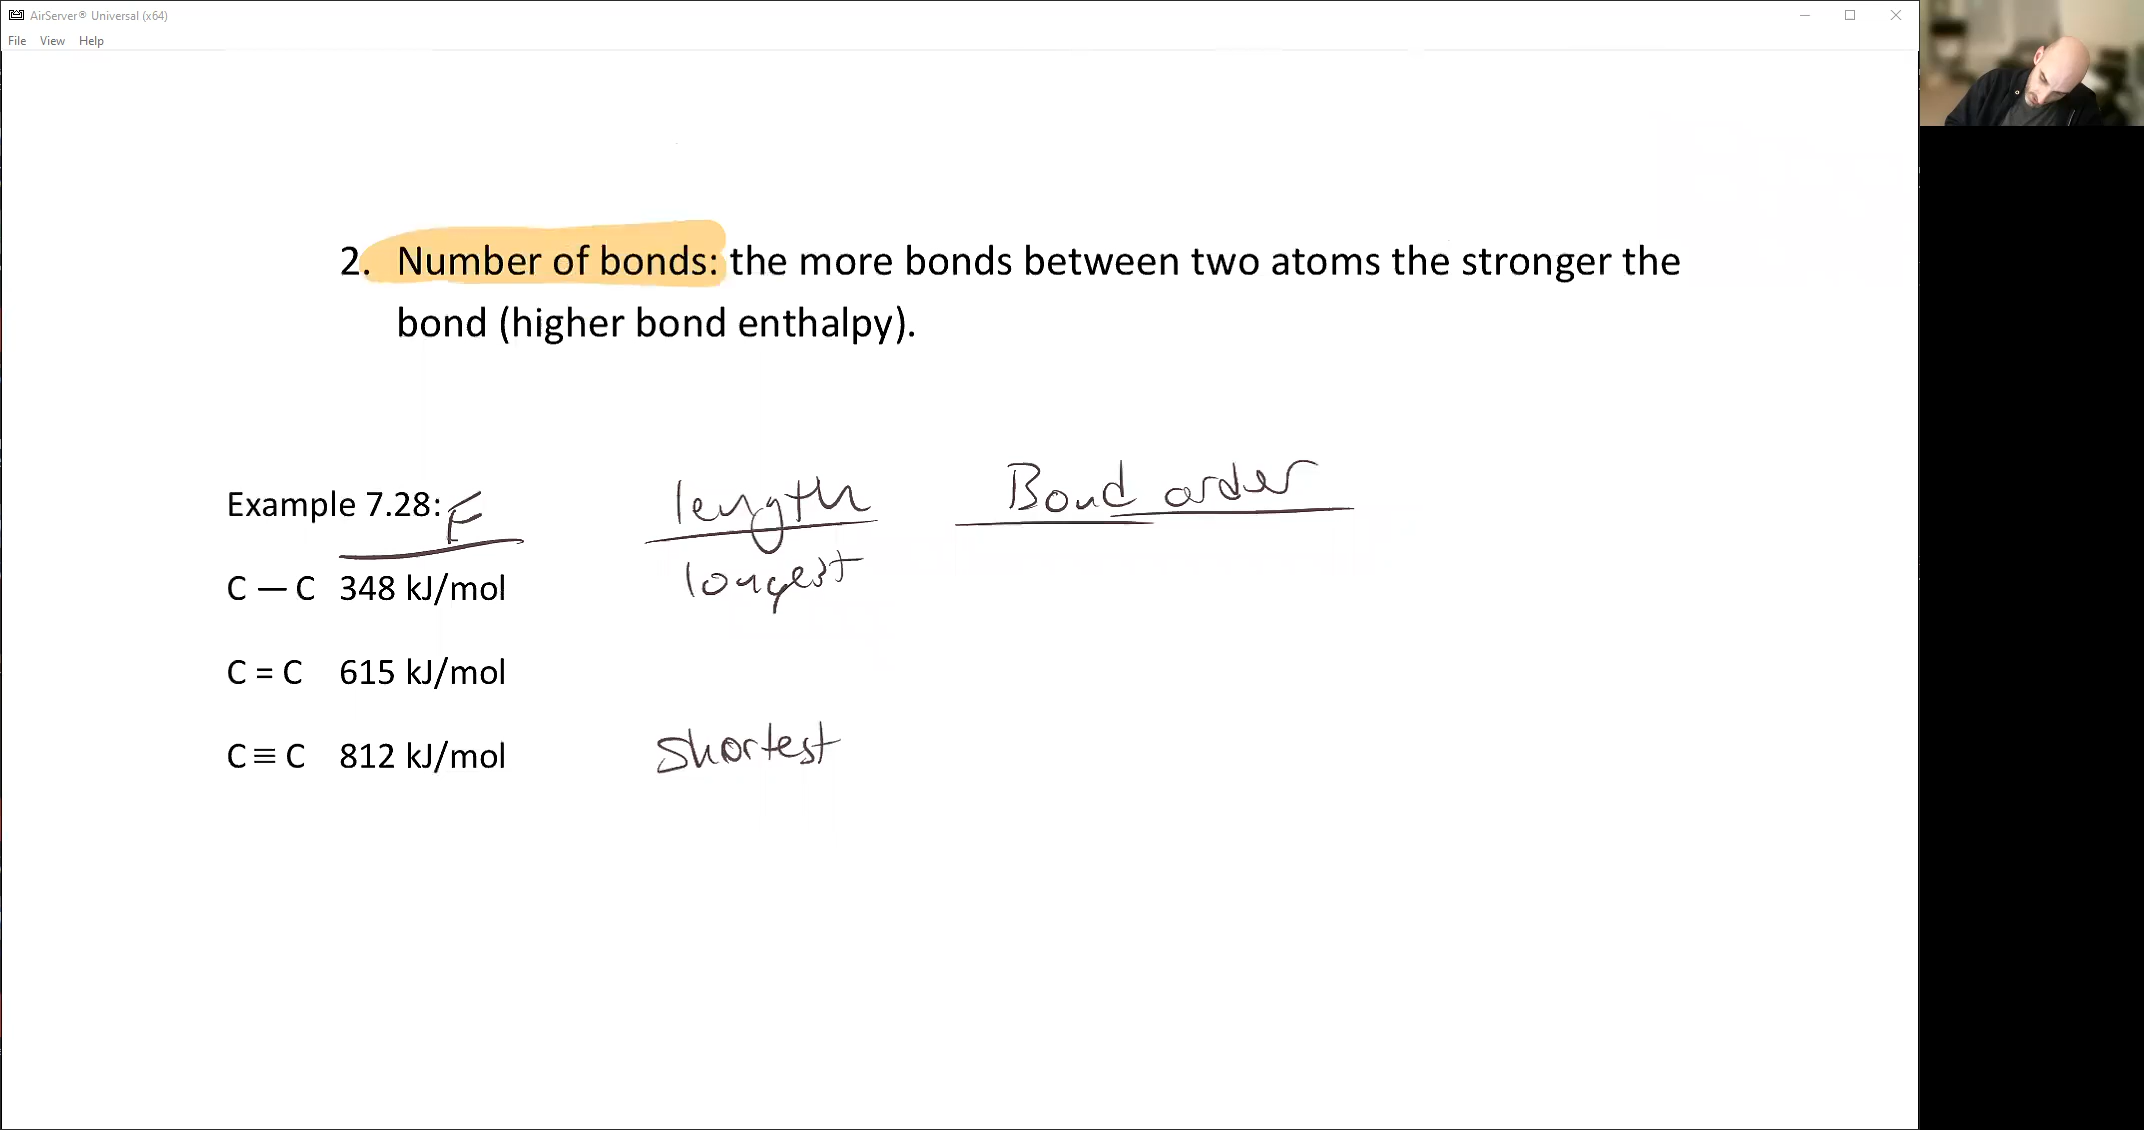 AirServer® Universal (x64)
File View Help
2. Number of bonds: the more bonds between two atoms the stronger the
bond (higher bond enthalpy).
Example 7.28: E length Bond order
C — C 348 kJ/mol longest
C = C 615 kJ/mol
C ≡ C 812 kJ/mol shortest